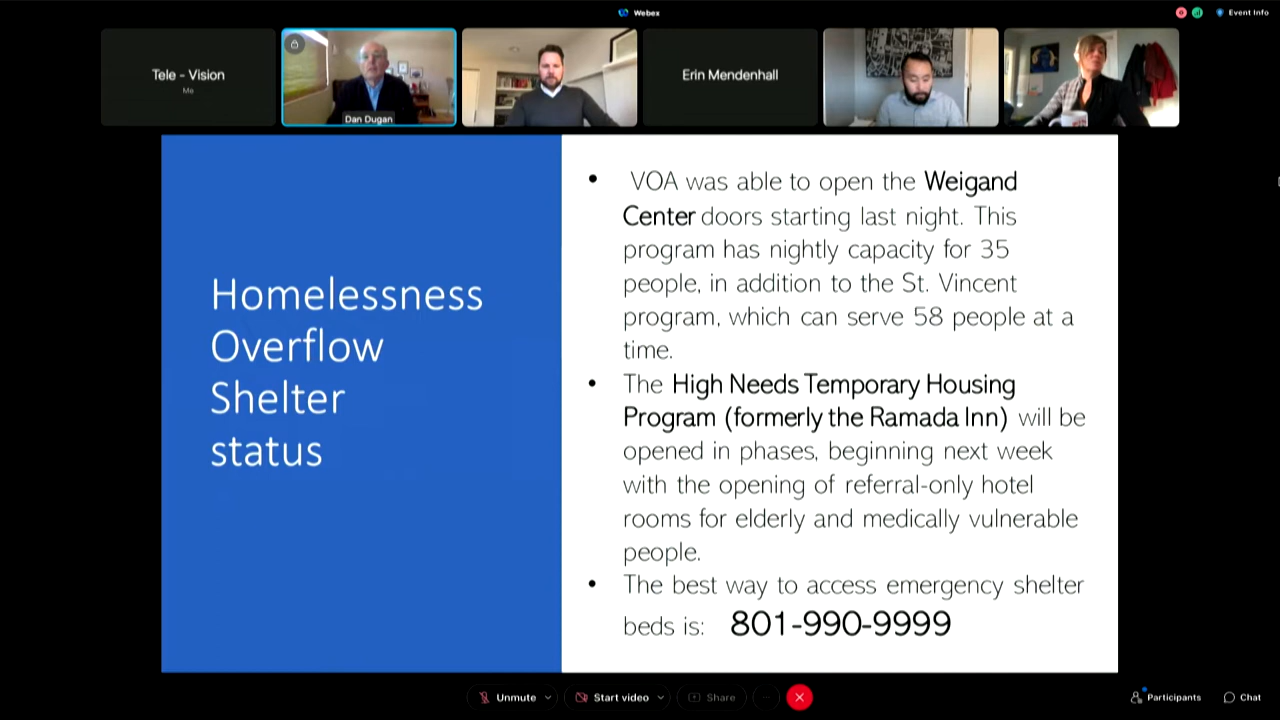 Webex
Event Info
Tele - Vision
Me
Dan Dugan
Erin Mendenhall
Homelessness
Overflow
Shelter
status
• VOA was able to open the Weigand
Center doors starting last night. This
program has nightly capacity for 35
people, in addition to the St. Vincent
program, which can serve 58 people at a
time.
• The High Needs Temporary Housing
Program (formerly the Ramada Inn) will be
opened in phases, beginning next week
with the opening of referral-only hotel
rooms for elderly and medically vulnerable
people.
• The best way to access emergency shelter
beds is: 801-990-9999
Unmute
Start video
Share
Participants
Chat